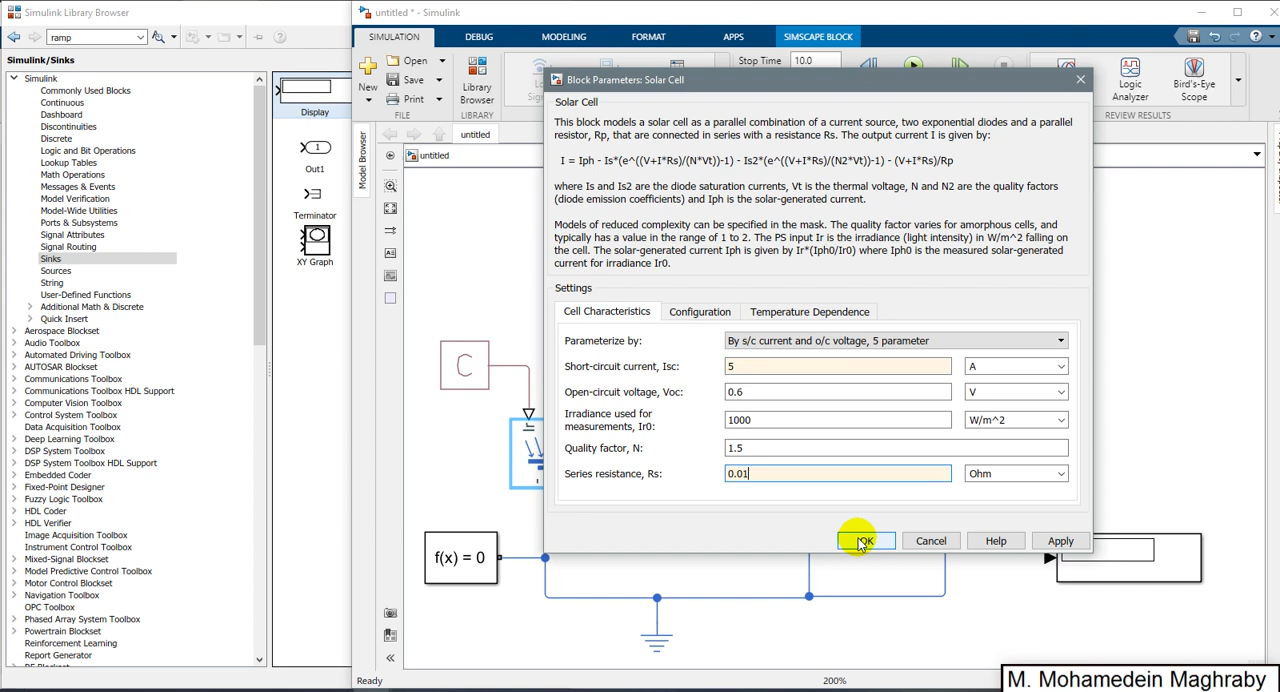 Simulink Library Browser
ramp
Simulink/Sinks
Simulink
Commonly Used Blocks
Continuous
Dashboard
Discontinuities
Discrete
Logic and Bit Operations
Lookup Tables
Math Operations
Messages & Events
Model Verification
Model-Wide Utilities
Ports & Subsystems
Signal Attributes
Signal Routing
Sinks
Sources
String
User-Defined Functions
Additional Math & Discrete
Quick Insert
Aerospace Blockset
Audio Toolbox
Automated Driving Toolbox
AUTOSAR Blockset
Communications Toolbox
Communications Toolbox HDL Support
Computer Vision Toolbox
Control System Toolbox
Data Acquisition Toolbox
Deep Learning Toolbox
DSP System Toolbox
DSP System Toolbox HDL Support
Embedded Coder
Fixed-Point Designer
Fuzzy Logic Toolbox
HDL Coder
HDL Verifier
Image Acquisition Toolbox
Instrument Control Toolbox
Mixed-Signal Blockset
Model Predictive Control Toolbox
Motor Control Blockset
Navigation Toolbox
OPC Toolbox
Phased Array System Toolbox
Powertrain Blockset
Reinforcement Learning
Report Generator
Display
1
Out1
Terminator
XY Graph
untitled * - Simulink
SIMULATION
DEBUG
MODELING
FORMAT
APPS
SIMSCAPE BLOCK
New
Open
Save
Print
FILE
Library
Browser
LIBRARY
Stop Time
10.0
Logic
Analyzer
Bird's-Eye
Scope
REVIEW RESULTS
Model Browser
untitled
untitled
C
Ir
f(x) = 0
Ready
200%
Block Parameters: Solar Cell
Solar Cell
This block models a solar cell as a parallel combination of a current source, two exponential diodes and a parallel
resistor, Rp, that are connected in series with a resistance Rs. The output current I is given by:
I = Iph - Is*(e^((V+I*Rs)/(N*Vt))-1) - Is2*(e^((V+I*Rs)/(N2*Vt))-1) - (V+I*Rs)/Rp
where Is and Is2 are the diode saturation currents, Vt is the thermal voltage, N and N2 are the quality factors
(diode emission coefficients) and Iph is the solar-generated current.
Models of reduced complexity can be specified in the mask. The quality factor varies for amorphous cells, and
typically has a value in the range of 1 to 2. The PS input Ir is the irradiance (light intensity) in W/m^2 falling on
the cell. The solar-generated current Iph is given by Ir*(Iph0/Ir0) where Iph0 is the measured solar-generated
current for irradiance Ir0.
Settings
Cell Characteristics
Configuration
Temperature Dependence
Parameterize by:
By s/c current and o/c voltage, 5 parameter
Short-circuit current, Isc:
5
A
Open-circuit voltage, Voc:
0.6
V
Irradiance used for
measurements, Ir0:
1000
W/m^2
Quality factor, N:
1.5
Series resistance, Rs:
0.01
Ohm
OK
Cancel
Help
Apply
M. Mohamedein Maghraby